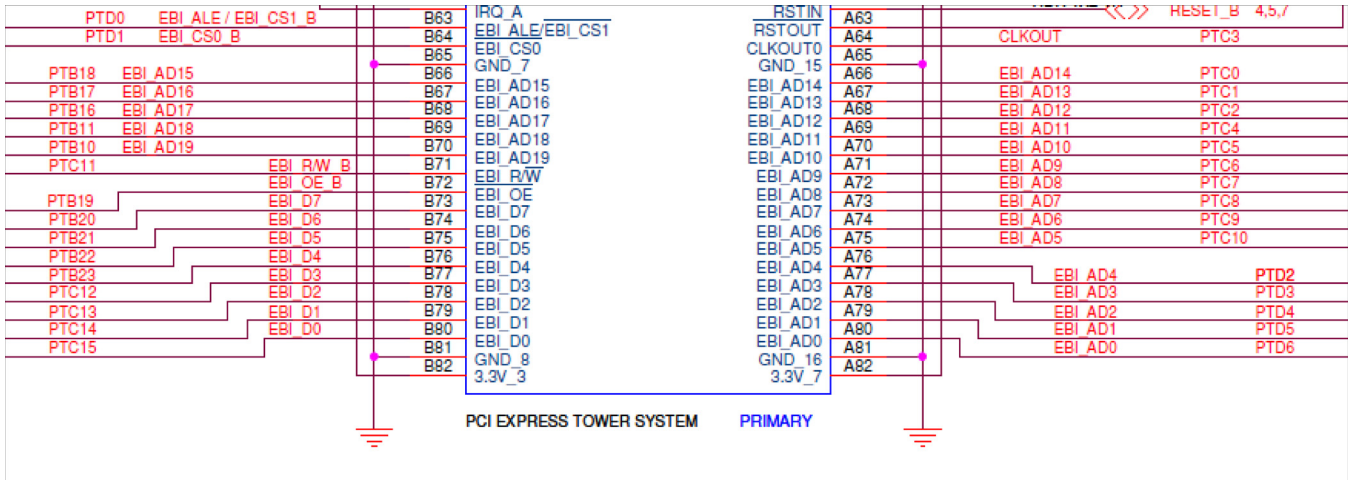 IRQ_A RSTIN RESET_B 4,5,7
PTD0 EBI_ALE / EBI_CS1_B B63 EBI_ALE/EBI_CS1 RSTOUT A63
PTD1 EBI_CS0_B B64 EBI_CS0 CLKOUT0 A64 CLKOUT PTC3
B65 GND_7 GND_15 A65
PTB18 EBI_AD15 B66 EBI_AD15 EBI_AD14 A66 EBI_AD14 PTC0
PTB17 EBI_AD16 B67 EBI_AD16 EBI_AD13 A67 EBI_AD13 PTC1
PTB16 EBI_AD17 B68 EBI_AD17 EBI_AD12 A68 EBI_AD12 PTC2
PTB11 EBI_AD18 B69 EBI_AD18 EBI_AD11 A69 EBI_AD11 PTC4
PTB10 EBI_AD19 B70 EBI_AD19 EBI_AD10 A70 EBI_AD10 PTC5
PTC11 EBI_R/W_B B71 EBI_R/W EBI_AD9 A71 EBI_AD9 PTC6
EBI_OE_B B72 EBI_OE EBI_AD8 A72 EBI_AD8 PTC7
PTB19 EBI_D7 B73 EBI_D7 EBI_AD7 A73 EBI_AD7 PTC8
PTB20 EBI_D6 B74 EBI_D6 EBI_AD6 A74 EBI_AD6 PTC9
PTB21 EBI_D5 B75 EBI_D5 EBI_AD5 A75 EBI_AD5 PTC10
PTB22 EBI_D4 B76 EBI_D4 EBI_AD4 A76
PTB23 EBI_D3 B77 EBI_D3 EBI_AD3 A77 EBI_AD4 PTD2
PTC12 EBI_D2 B78 EBI_D2 EBI_AD2 A78 EBI_AD3 PTD3
PTC13 EBI_D1 B79 EBI_D1 EBI_AD1 A79 EBI_AD2 PTD4
PTC14 EBI_D0 B80 EBI_D0 EBI_AD0 A80 EBI_AD1 PTD5
PTC15 B81 GND_8 GND_16 A81 EBI_AD0 PTD6
B82 3.3V_3 3.3V_7 A82
PCI EXPRESS TOWER SYSTEM PRIMARY